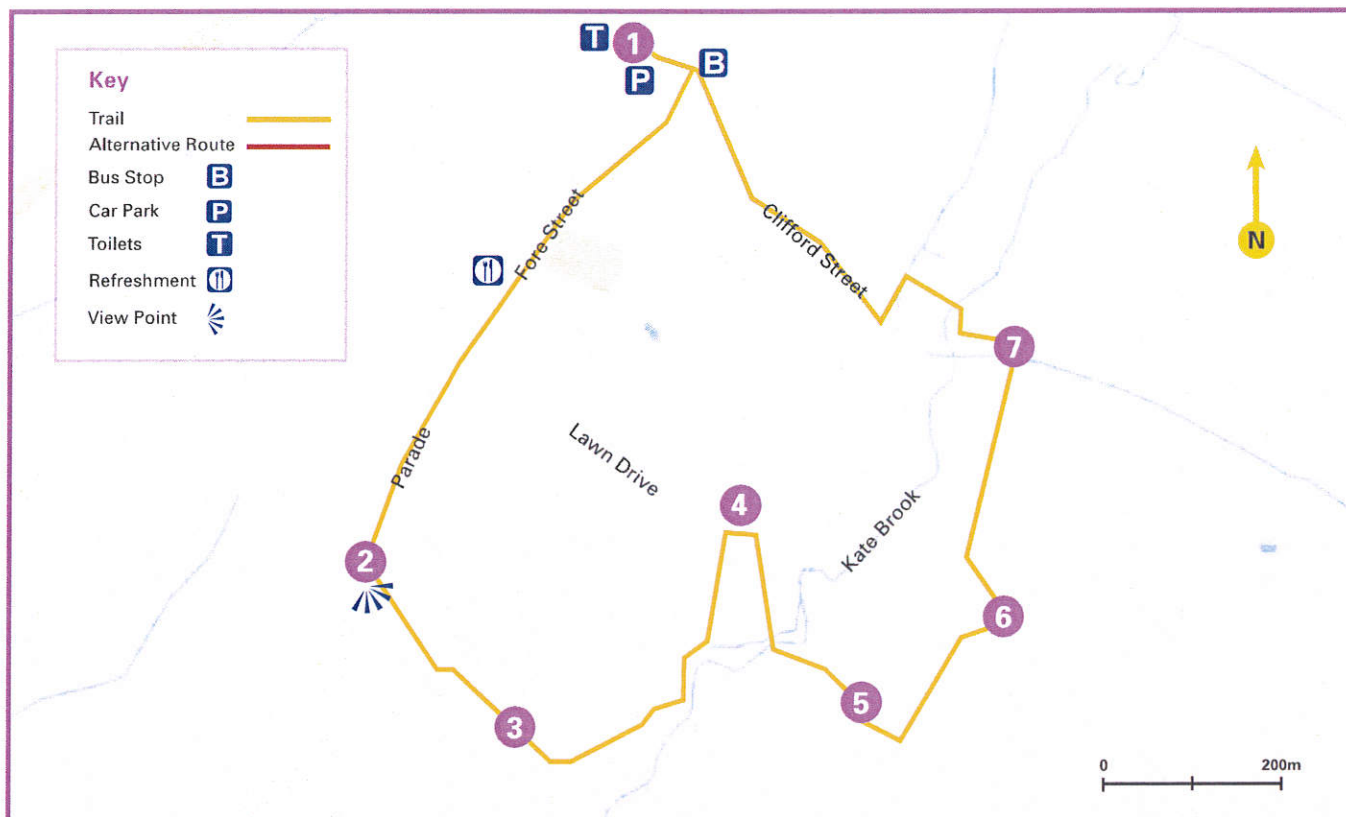 Key
Trail
Alternative Route
Bus Stop B
Car Park P
Toilets T
Refreshment
View Point
T
1
P
B
Fore Street
Clifford Street
N
7
Parade
Lawn Drive
4
Kate Brook
2
6
5
3
0 200m